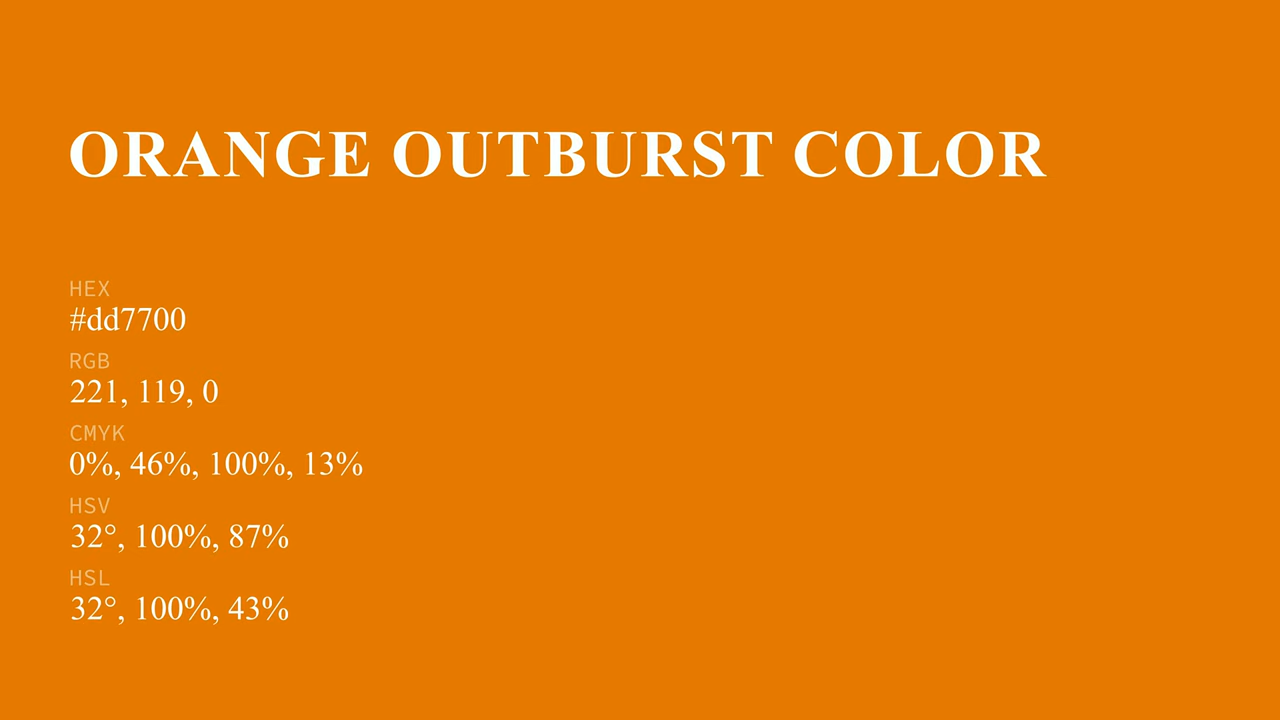 ORANGE OUTBURST COLOR
HEX
#dd7700
RGB
221, 119, 0
CMYK
0%, 46%, 100%, 13%
HSV
32°, 100%, 87%
HSL
32°, 100%, 43%